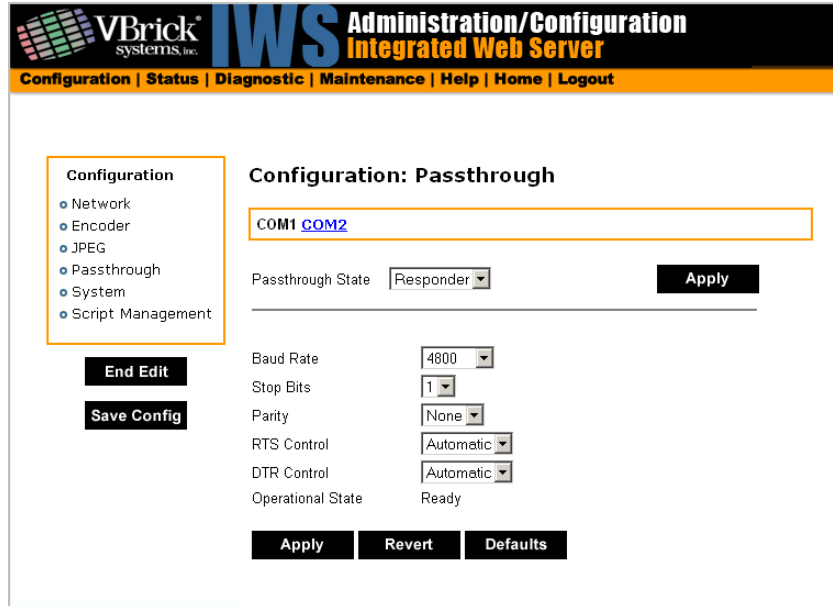 VBrick
systems, inc.
IWS
Administration/Configuration
Integrated Web Server
Configuration | Status | Diagnostic | Maintenance | Help | Home | Logout
Configuration
Network
Encoder
JPEG
Passthrough
System
Script Management
End Edit
Save Config
Configuration: Passthrough
COM1 COM2
Passthrough State Responder Apply
Baud Rate 4800
Stop Bits 1
Parity None
RTS Control Automatic
DTR Control Automatic
Operational State Ready
Apply Revert Defaults